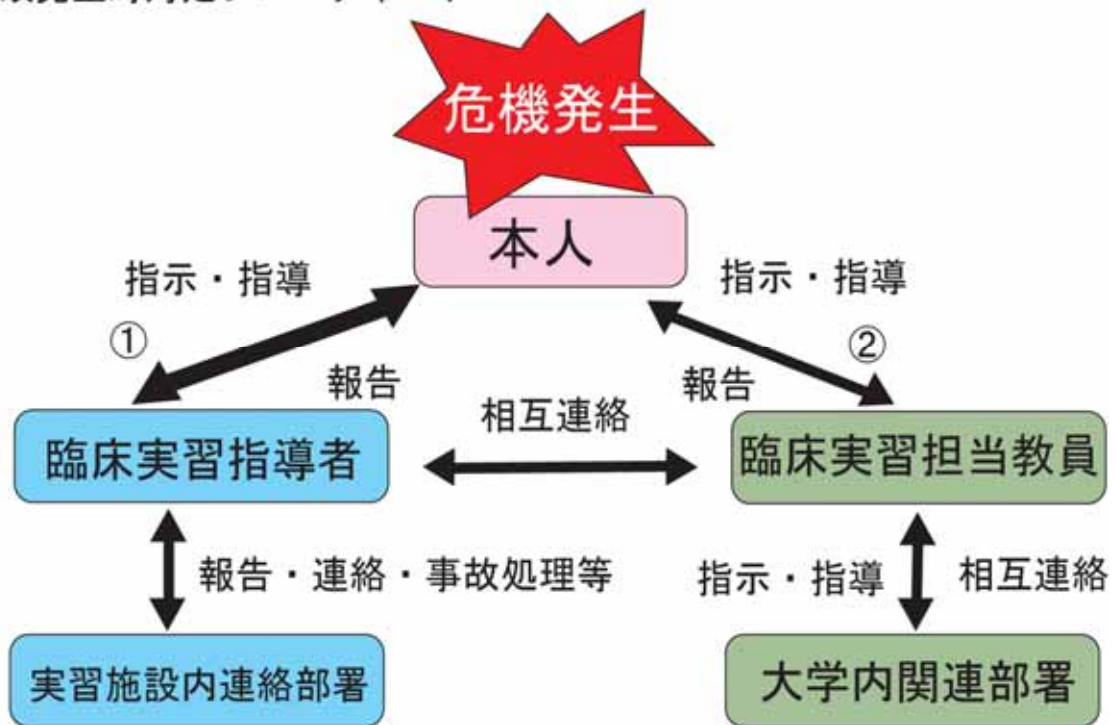 危機発生
本人
指示・指導
指示・指導
①
②
報告
報告
相互連絡
臨床実習指導者
臨床実習担当教員
報告・連絡・事故処理等
指示・指導
相互連絡
実習施設内連絡部署
大学内関連部署